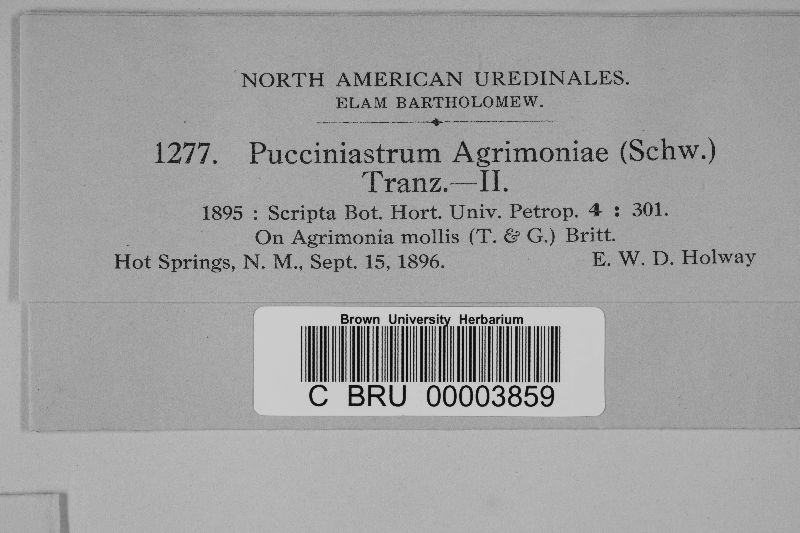 NORTH AMERICAN UREDINALES.
ELAM BARTHOLOMEW.
1277. Pucciniastrum Agrimoniae (Schw.)
Tranz.—II.
1895 : Scripta Bot. Hort. Univ. Petrop. 4 : 301.
On Agrimonia mollis (T. & G.) Britt.
Hot Springs, N. M., Sept. 15, 1896. E. W. D. Holway
Brown University Herbarium
C BRU 00003859